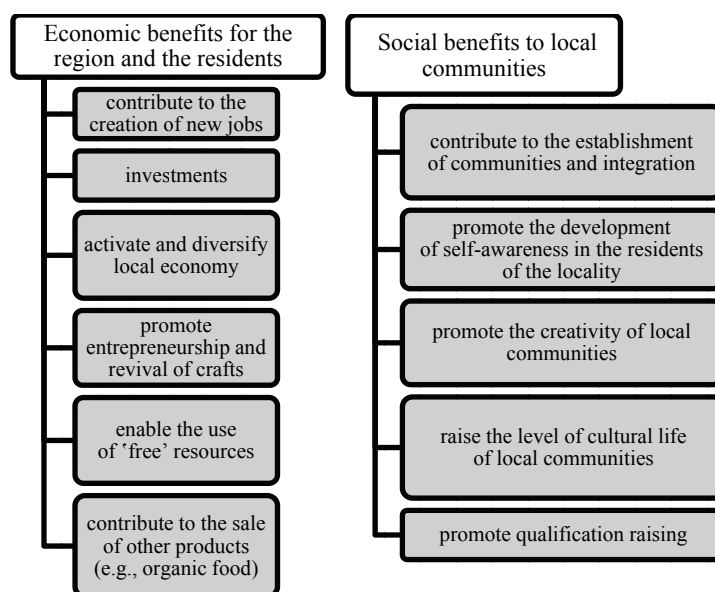 Economic benefits for the
region and the residents
contribute to the
creation of new jobs
investments
activate and diversify
local economy
promote
entrepreneurship and
revival of crafts
enable the use
of ‛free’ resources
contribute to the sale
of other products
(e.g., organic food)
Social benefits to local
communities
contribute to the establishment
of communities and integration
promote the development
of self-awareness in the residents
of the locality
promote the creativity of local
communities
raise the level of cultural life
of local communities
promote qualification raising